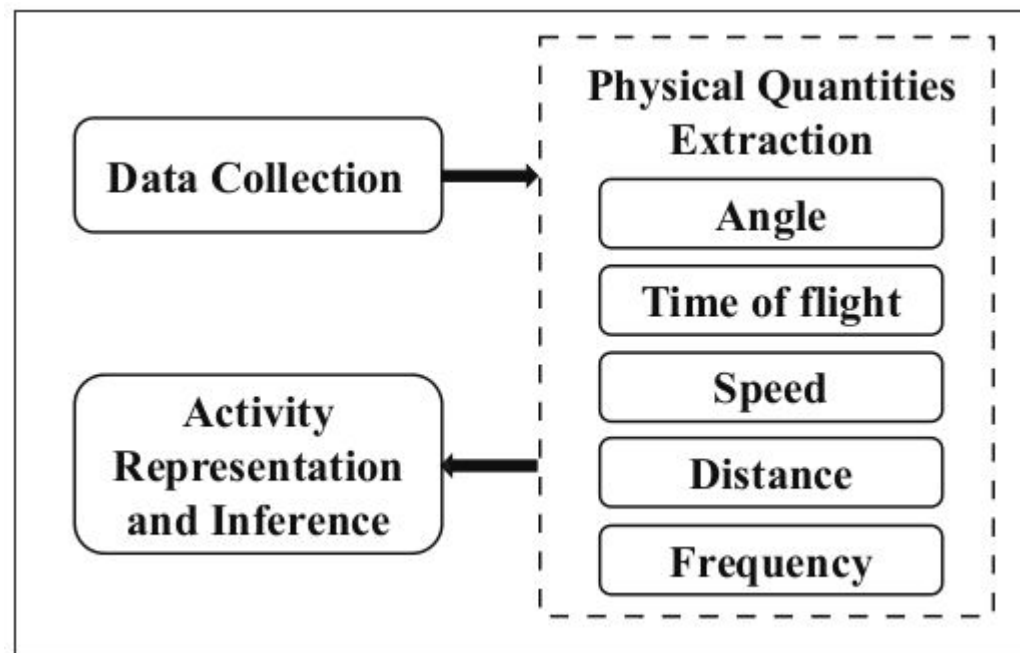 Data Collection
Physical Quantities
Extraction
Angle
Time of flight
Speed
Distance
Frequency
Activity
Representation
and Inference